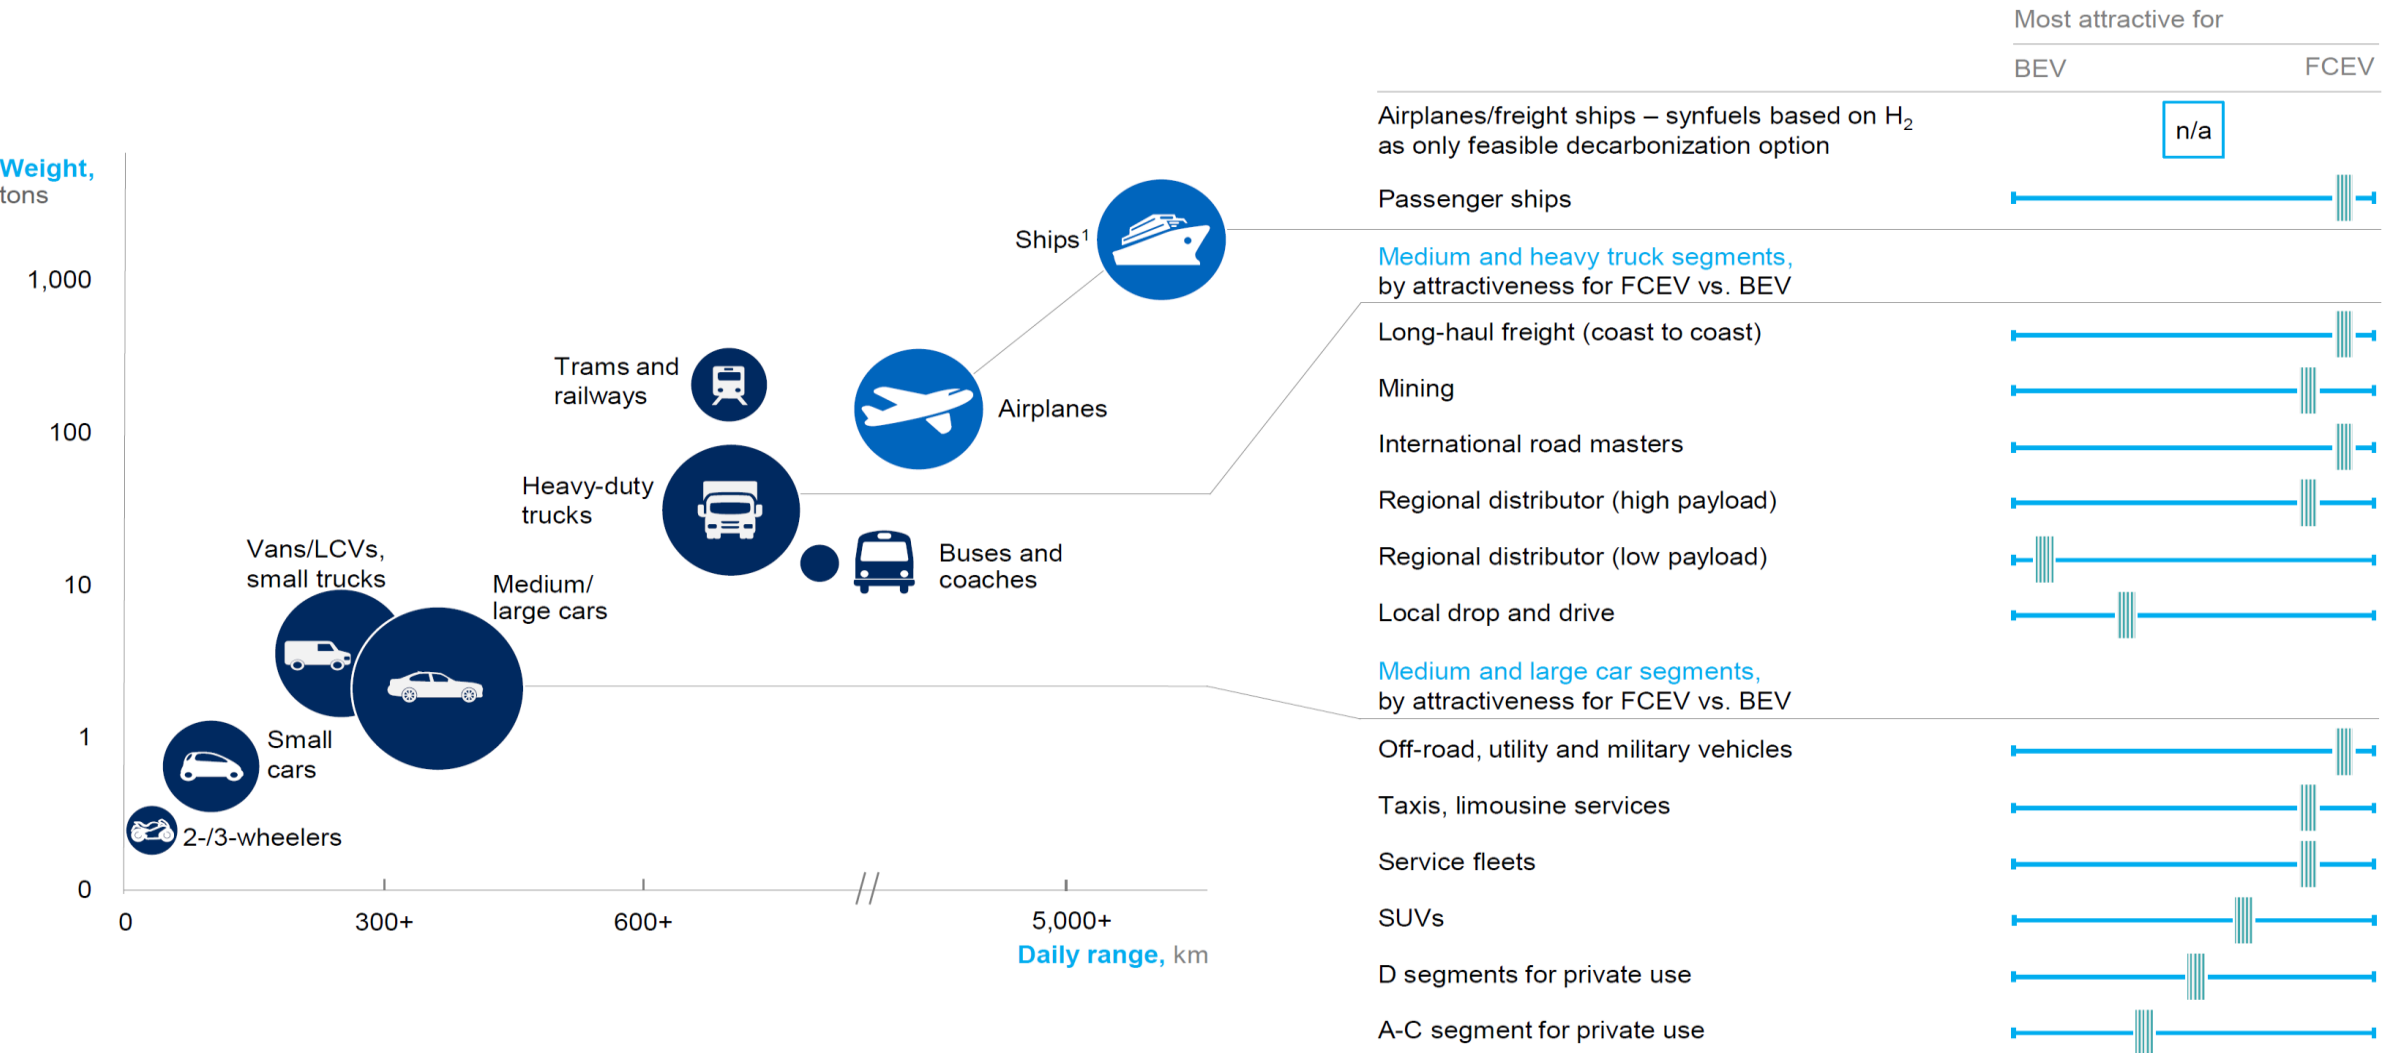 Most attractive for
BEV
FCEV
Airplanes/freight ships – synfuels based on H2
as only feasible decarbonization option
n/a
Passenger ships
Medium and heavy truck segments,
by attractiveness for FCEV vs. BEV
Long-haul freight (coast to coast)
Mining
International road masters
Regional distributor (high payload)
Regional distributor (low payload)
Local drop and drive
Medium and large car segments,
by attractiveness for FCEV vs. BEV
Off-road, utility and military vehicles
Taxis, limousine services
Service fleets
SUVs
D segments for private use
A-C segment for private use
Weight,
tons
1,000
100
10
1
0
Ships1
Trams and
railways
Airplanes
Heavy-duty
trucks
Buses and
coaches
Vans/LCVs,
small trucks
Medium/
large cars
Small
cars
2-/3-wheelers
0
300+
600+
5,000+
Daily range, km